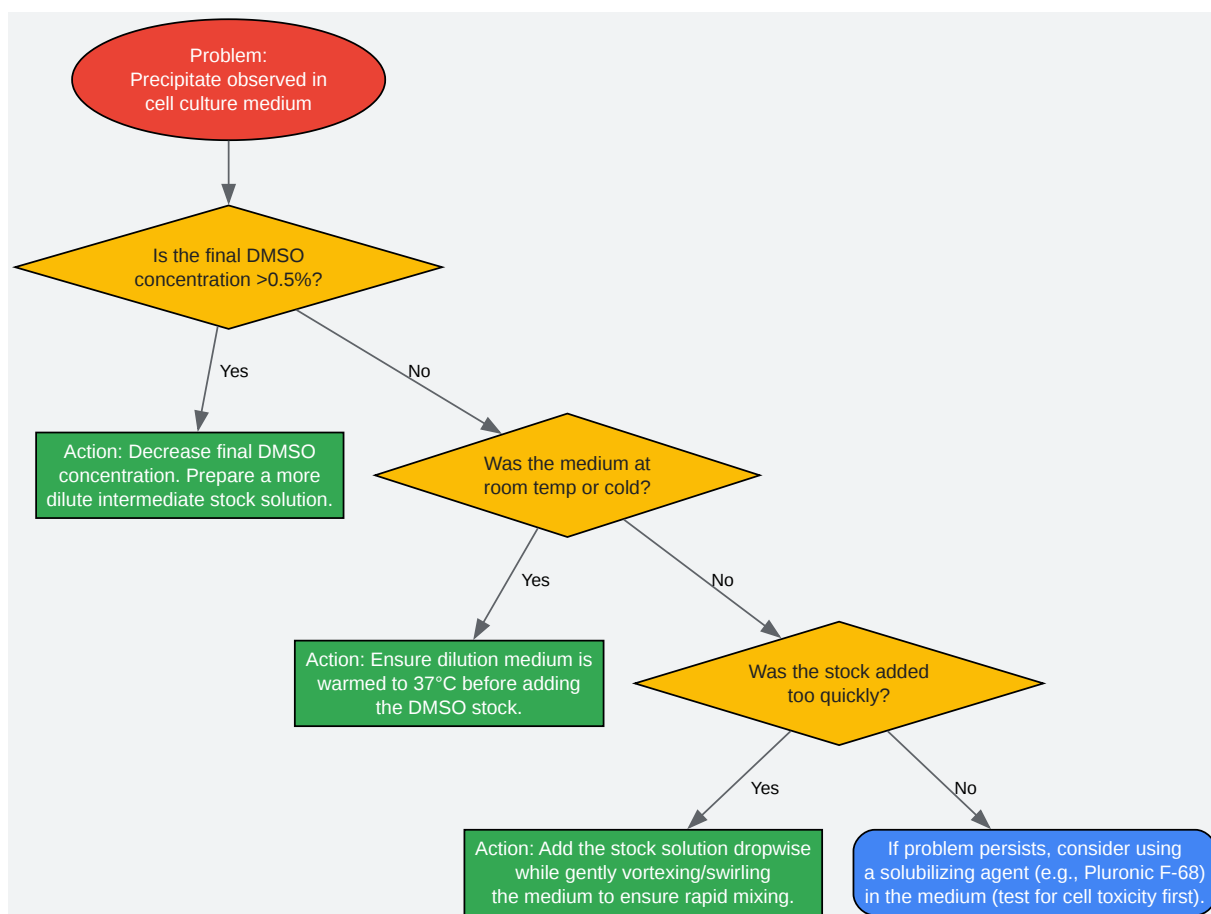 Problem:
Precipitate observed in
cell culture medium
Is the final DMSO
concentration >0.5%?
Yes
No
Action: Decrease final DMSO
concentration. Prepare a more
dilute intermediate stock solution.
Was the medium at
room temp or cold?
Yes
No
Action: Ensure dilution medium is
warmed to 37°C before adding
the DMSO stock.
Was the stock added
too quickly?
Yes
No
Action: Add the stock solution dropwise
while gently vortexing/swirling
the medium to ensure rapid mixing.
If problem persists, consider using
a solubilizing agent (e.g., Pluronic F-68)
in the medium (test for cell toxicity first).